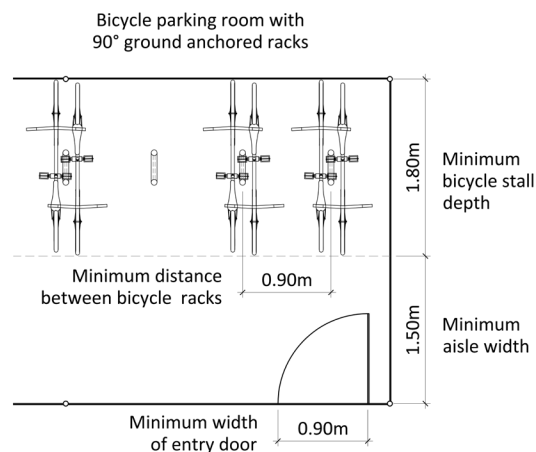 Bicycle parking room with
90° ground anchored racks
1.80m
Minimum
bicycle stall
depth
Minimum distance
between bicycle racks
0.90m
1.50m
Minimum
aisle width
Minimum width
of entry door
0.90m